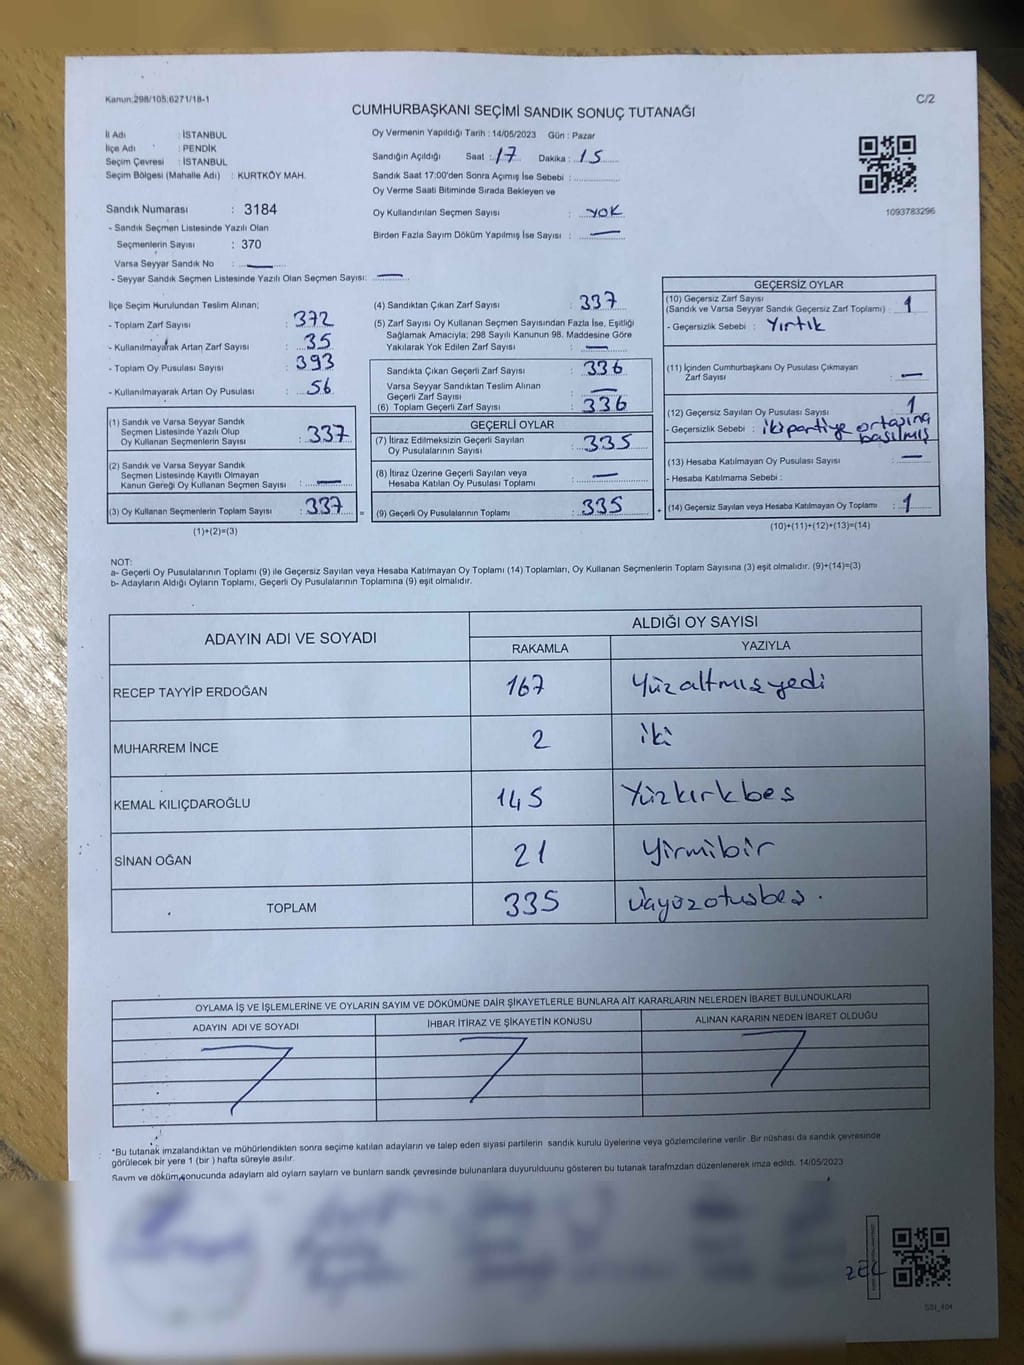 Kanun:298/105;6271/18-1
C/2
CUMHURBAŞKANI SEÇİMİ SANDIK SONUÇ TUTANAĞI
İl Adı : İSTANBUL
İlçe Adı : PENDİK
Seçim Çevresi : İSTANBUL
Seçim Bölgesi (Mahalle Adı) : KURTKÖY MAH.
Sandık Numarası : 3184
- Sandık Seçmen Listesinde Yazılı Olan
Seçmenlerin Sayısı : 370
Varsa Seyyar Sandık No : —
- Seyyar Sandık Seçmen Listesinde Yazılı Olan Seçmen Sayısı: —
Oy Vermenin Yapıldığı Tarih : 14/05/2023 Gün : Pazar
Sandığın Açıldığı Saat : 17 Dakika : 15
Sandık Saat 17:00'den Sonra Açımış İse Sebebi :
Oy Verme Saati Bitiminde Sırada Bekleyen ve
Oy Kullandırılan Seçmen Sayısı : YOK
Birden Fazla Sayım Döküm Yapılmış İse Sayısı : —
1093783296
İlçe Seçim Kurulundan Teslim Alınan;
- Toplam Zarf Sayısı : 372
- Kullanılmayarak Artan Zarf Sayısı : 35
- Toplam Oy Pusulası Sayısı : 393
- Kullanılmayarak Artan Oy Pusulası : 56
(1) Sandık ve Varsa Seyyar Sandık
Seçmen Listesinde Yazılı Olup
Oy Kullanan Seçmenlerin Sayısı : 337
(2) Sandık ve Varsa Seyyar Sandık
Seçmen Listesinde Kayıtlı Olmayan
Kanun Gereği Oy Kullanan Seçmen Sayısı : —
(3) Oy Kullanan Seçmenlerin Toplam Sayısı : 337
(1)+(2)=(3)
=
(4) Sandıktan Çıkan Zarf Sayısı : 337
(5) Zarf Sayısı Oy Kullanan Seçmen Sayısından Fazla İse, Eşitliği
Sağlamak Amacıyla; 298 Sayılı Kanunun 98. Maddesine Göre
Yakılarak Yok Edilen Zarf Sayısı : —
Sandıkta Çıkan Geçerli Zarf Sayısı : 336
Varsa Seyyar Sandıktan Teslim Alınan
Geçerli Zarf Sayısı : —
(6) Toplam Geçerli Zarf Sayısı : 336
GEÇERLİ OYLAR
(7) İtiraz Edilmeksizin Geçerli Sayılan
Oy Pusulalarının Sayısı : 335
(8) İtiraz Üzerine Geçerli Sayılan veya
Hesaba Katılan Oy Pusulası Toplamı : —
(9) Geçerli Oy Pusulalarının Toplamı : 335
+
GEÇERSİZ OYLAR
(10) Geçersiz Zarf Sayısı
(Sandık ve Varsa Seyyar Sandık Geçersiz Zarf Toplamı) : 1
- Geçersizlik Sebebi : Yırtık
(11) İçinden Cumhurbaşkanı Oy Pusulası Çıkmayan
Zarf Sayısı : —
(12) Geçersiz Sayılan Oy Pusulası Sayısı : 1
- Geçersizlik Sebebi : iki partiye ortasına
basılmış
(13) Hesaba Katılmayan Oy Pusulası Sayısı : —
- Hesaba Katılmama Sebebi :
(14) Geçersiz Sayılan veya Hesaba Katılmayan Oy Toplamı : 1
(10)+(11)+(12)+(13)=(14)
NOT:
a- Geçerli Oy Pusulalarının Toplamı (9) ile Geçersiz Sayılan veya Hesaba Katılmayan Oy Toplamı (14) Toplamları, Oy Kullanan Seçmenlerin Toplam Sayısına (3) eşit olmalıdır. (9)+(14)=(3)
b- Adayların Aldığı Oyların Toplamı, Geçerli Oy Pusulalarının Toplamına (9) eşit olmalıdır.
ADAYIN ADI VE SOYADI ALDIĞI OY SAYISI
RAKAMLA YAZIYLA
RECEP TAYYİP ERDOĞAN 167 Yüzaltmışyedi
MUHARREM İNCE 2 iki
KEMAL KILIÇDAROĞLU 145 Yüzkırkbes
SİNAN OĞAN 21 Yirmibir
TOPLAM 335
OYLAMA İŞ VE İŞLEMLERİNE VE OYLARIN SAYIM VE DÖKÜMÜNE DAİR ŞİKAYETLERLE BUNLARA AİT KARARLARIN NELERDEN İBARET BULUNDUKLARI
ADAYIN ADI VE SOYADI İHBAR İTİRAZ VE ŞİKAYETİN KONUSU ALINAN KARARIN NEDEN İBARET OLDUĞU
*Bu tutanak imzalandıktan ve mühürlendikten sonra seçime katılan adayların ve talep eden siyasi partilerin sandık kurulu üyelerine veya gözlemcilerine verilir. Bir nüshası da sandık çevresinde
görülecek bir yere 1 (bir ) hafta süreyle asılır.
Sayım ve döküm sonucunda adayların ald oyların sayların ve bunların sandk çevresinde bulunanlara duyurulduunu gösteren bu tutanak tarafmzdan düzenlenerek imza edildi. 14/05/2023
ZEL